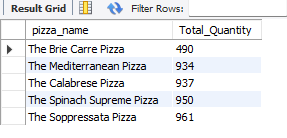 Result Grid Filter Rows:
pizza_name Total_Quantity
The Brie Carre Pizza 490
The Mediterranean Pizza 934
The Calabrese Pizza 937
The Spinach Supreme Pizza 950
The Soppressata Pizza 961